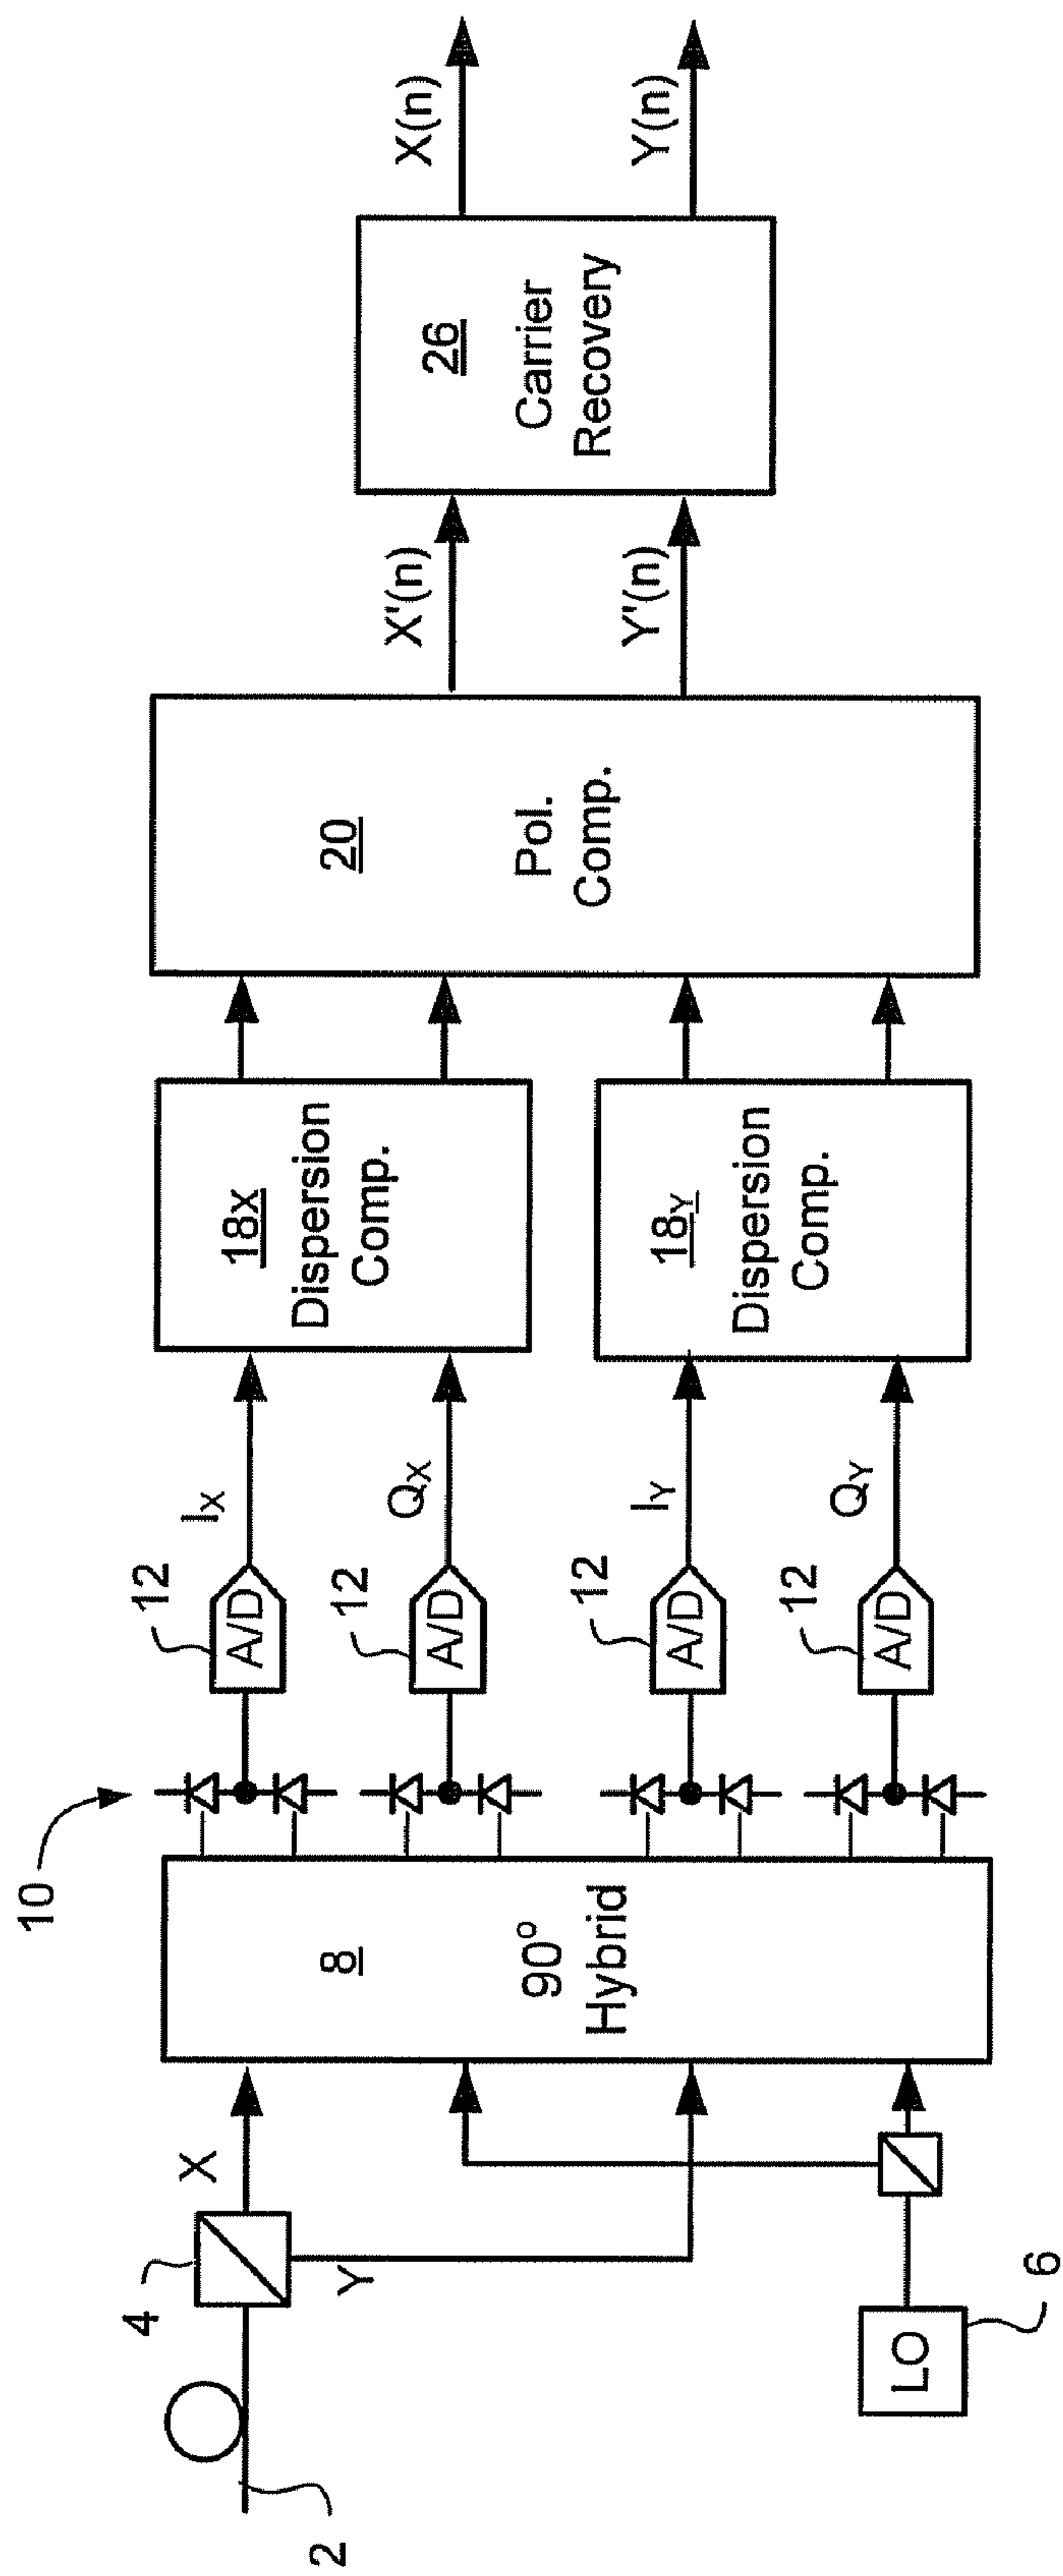 2
4
X
Y
LO
6
8
90°
Hybrid
10
12
A/D
IX
12
A/D
QX
12
A/D
IY
12
A/D
QY
18X
Dispersion
Comp.
18Y
Dispersion
Comp.
20
Pol.
Comp.
X'(n)
Y'(n)
26
Carrier
Recovery
X(n)
Y(n)